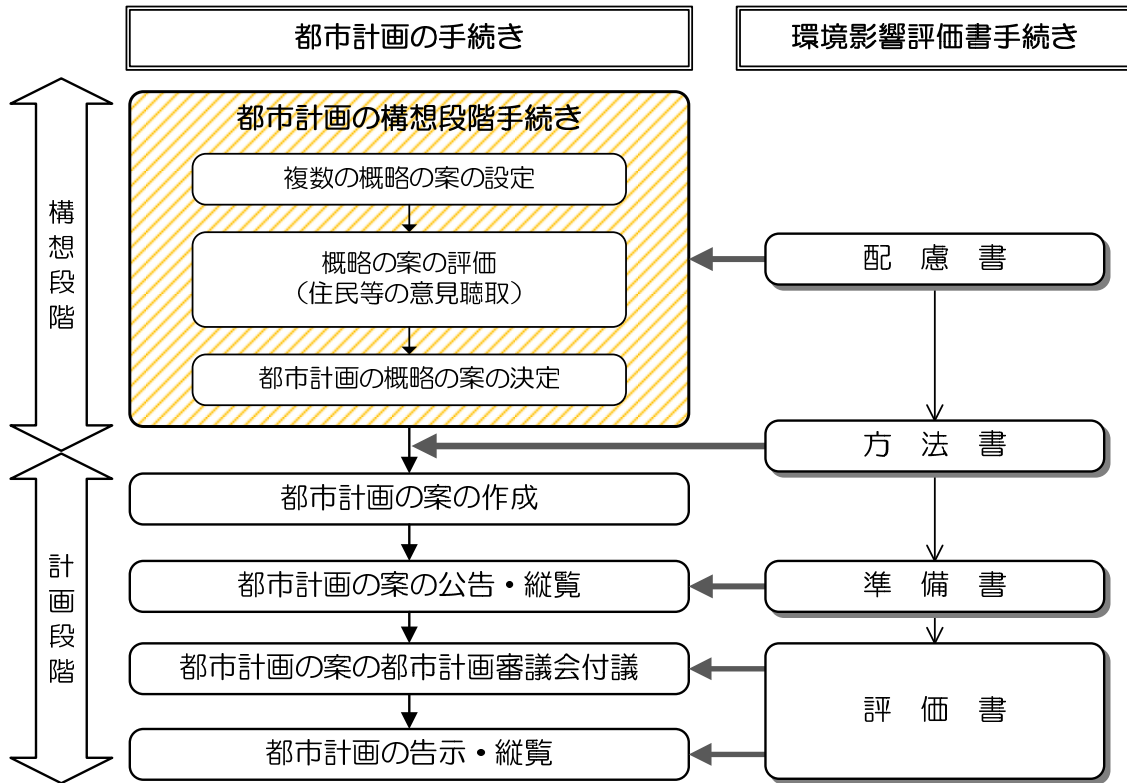 都市計画の手続き
環境影響評価書手続き
構想段階
都市計画の構想段階手続き
複数の概略の案の設定
概略の案の評価
（住民等の意見聴取）
都市計画の概略の案の決定
配慮書
方法書
計画段階
都市計画の案の作成
都市計画の案の公告・縦覧
準備書
都市計画の案の都市計画審議会付議
評価書
都市計画の告示・縦覧